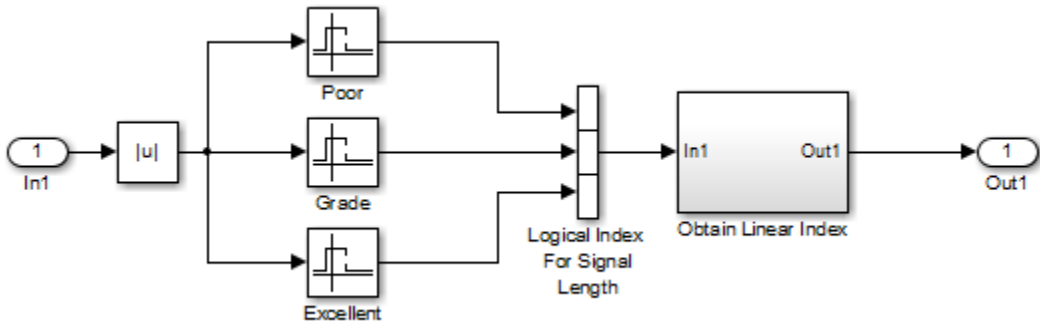 Poor
1
In1
|u|
Grade
Excellent
Logical Index
For Signal
Length
In1
Out1
Obtain Linear Index
1
Out1